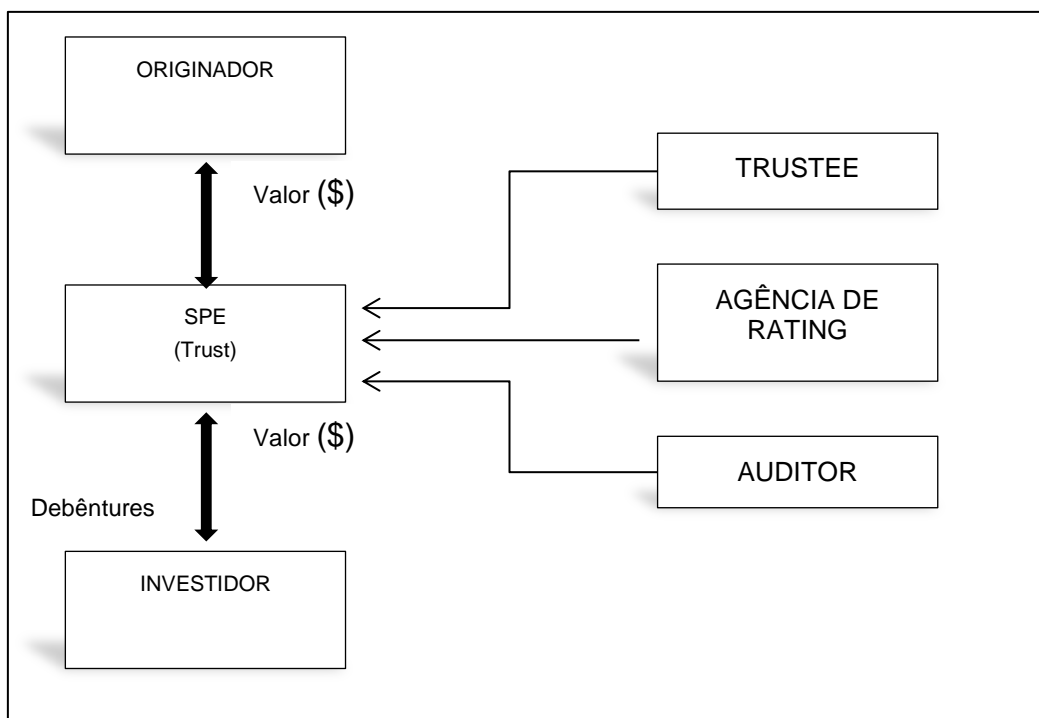 ORIGINADOR
Valor ($)
SPE
(Trust)
Valor ($)
Debêntures
INVESTIDOR
TRUSTEE
AGÊNCIA DE
RATING
AUDITOR